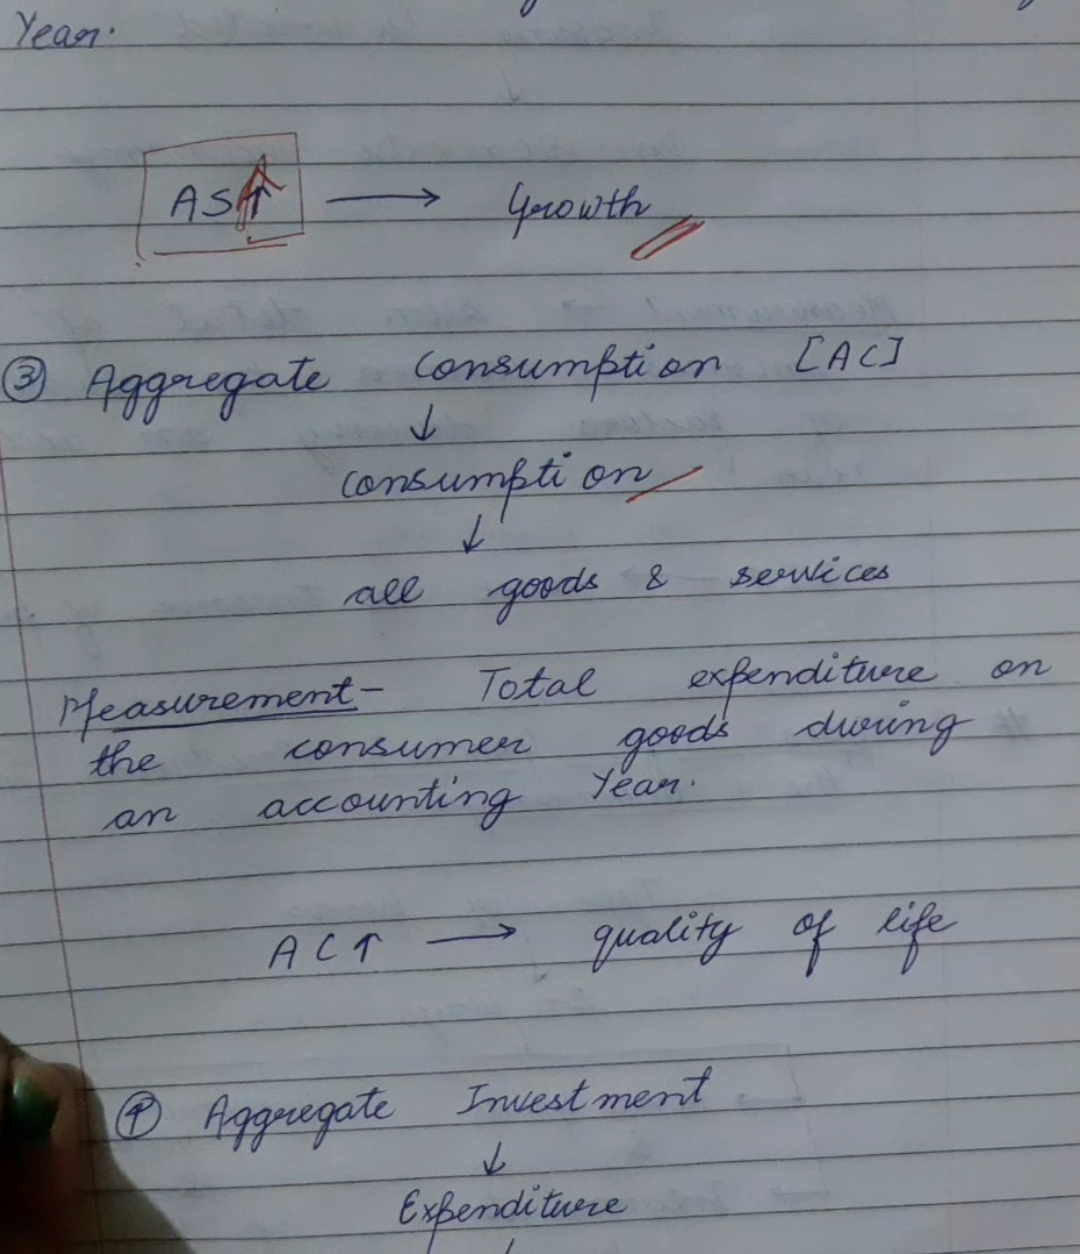 Year.
AS↑ → Growth
③ Aggregate Consumption [AC]
↓
Consumption
↓
all goods & services
Measurement- Total expenditure on
the consumer goods during
an accounting Year.
AC↑ → quality of life
④ Aggregate Investment
↓
Expenditure